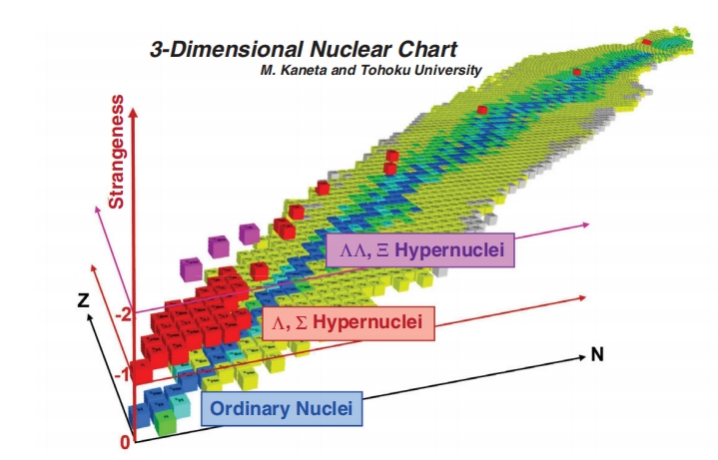 3-Dimensional Nuclear Chart
M. Kaneta and Tohoku University
Strangeness
Z
-2
-1
0
N
ΛΛ, Ξ Hypernuclei
Λ, Σ Hypernuclei
Ordinary Nuclei